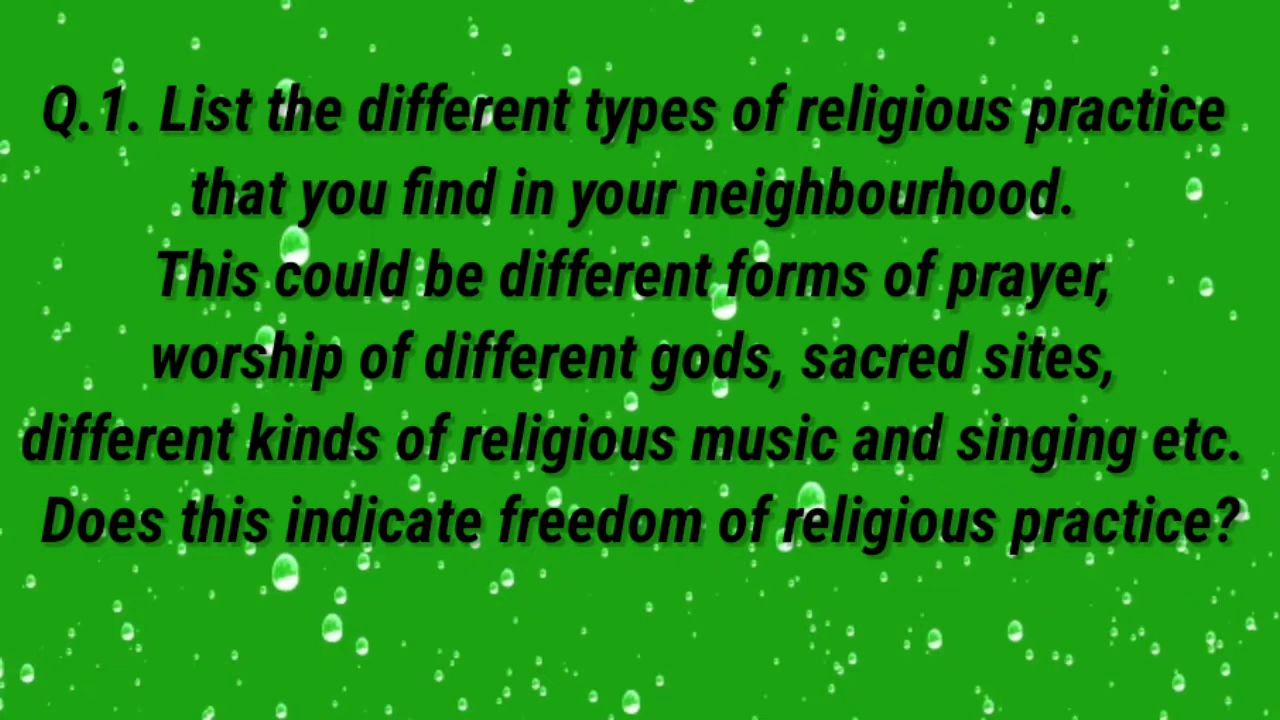 Q.1. List the different types of religious practice
that you find in your neighbourhood.
This could be different forms of prayer,
worship of different gods, sacred sites,
different kinds of religious music and singing etc.
Does this indicate freedom of religious practice?